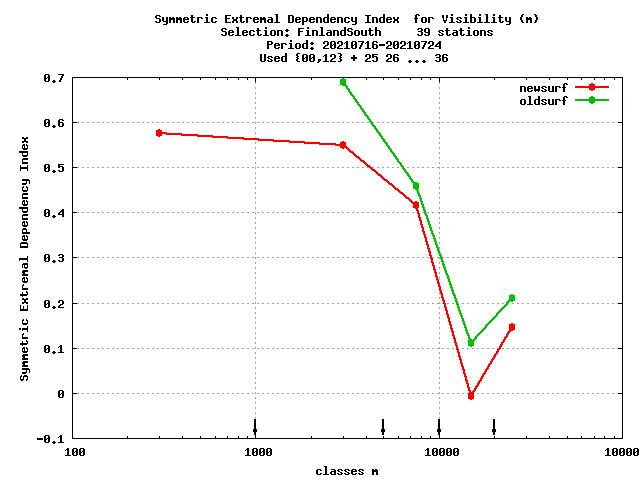 Symmetric Extremal Dependency Index  for Visibility (m)
Selection: FinlandSouth     39 stations
Period: 20210716-20210724
Used {00,12} + 25 26 ... 36
newsurf
oldsurf
Symmetric Extremal Dependency Index
0.7
0.6
0.5
0.4
0.3
0.2
0.1
0
-0.1
100
1000
10000
10000
classes m